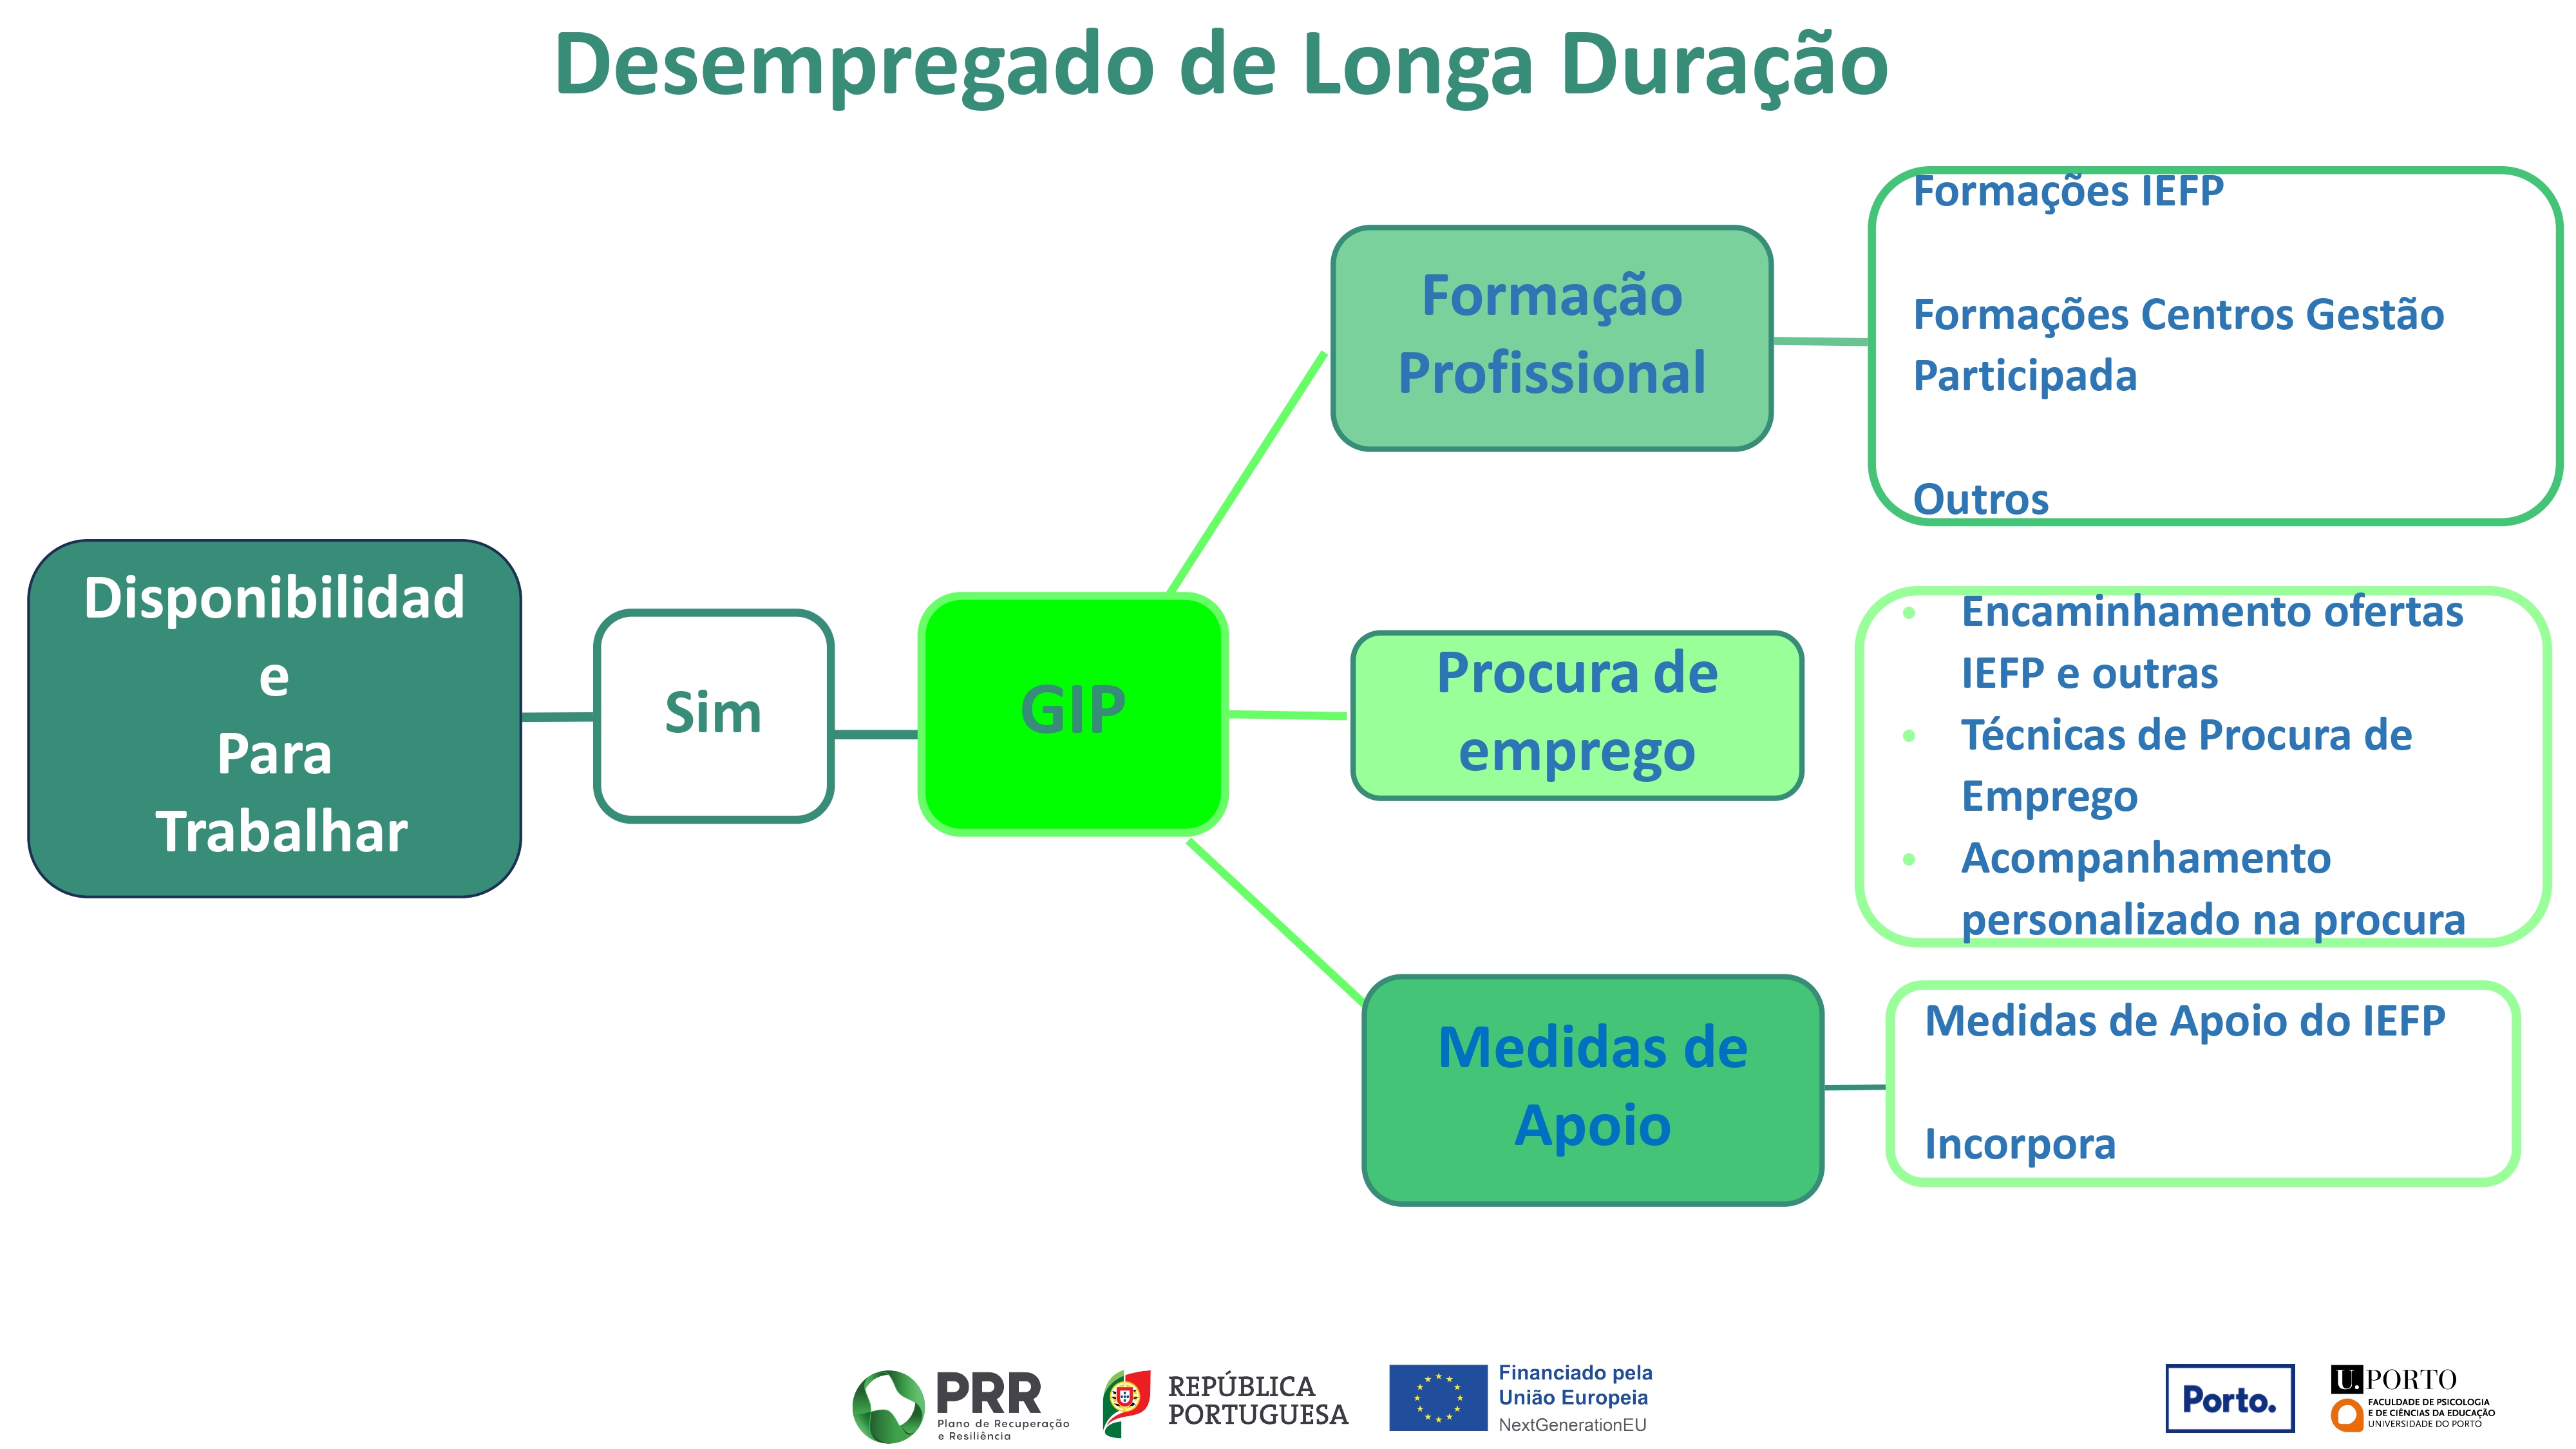 Desempregado de Longa Duração
Disponibilidad
e
Para
Trabalhar
Sim
GIP
Formação
Profissional
Formações IEFP
Formações Centros Gestão
Participada
Outros
Procura de
emprego
• Encaminhamento ofertas
IEFP e outras
• Técnicas de Procura de
Emprego
• Acompanhamento
personalizado na procura
Medidas de
Apoio
Medidas de Apoio do IEFP
Incorpora
PRR
Plano de Recuperação
e Resiliência
REPÚBLICA
PORTUGUESA
Financiado pela
União Europeia
NextGenerationEU
Porto.
U.PORTO
FACULDADE DE PSICOLOGIA
E DE CIÊNCIAS DA EDUCAÇÃO
UNIVERSIDADE DO PORTO